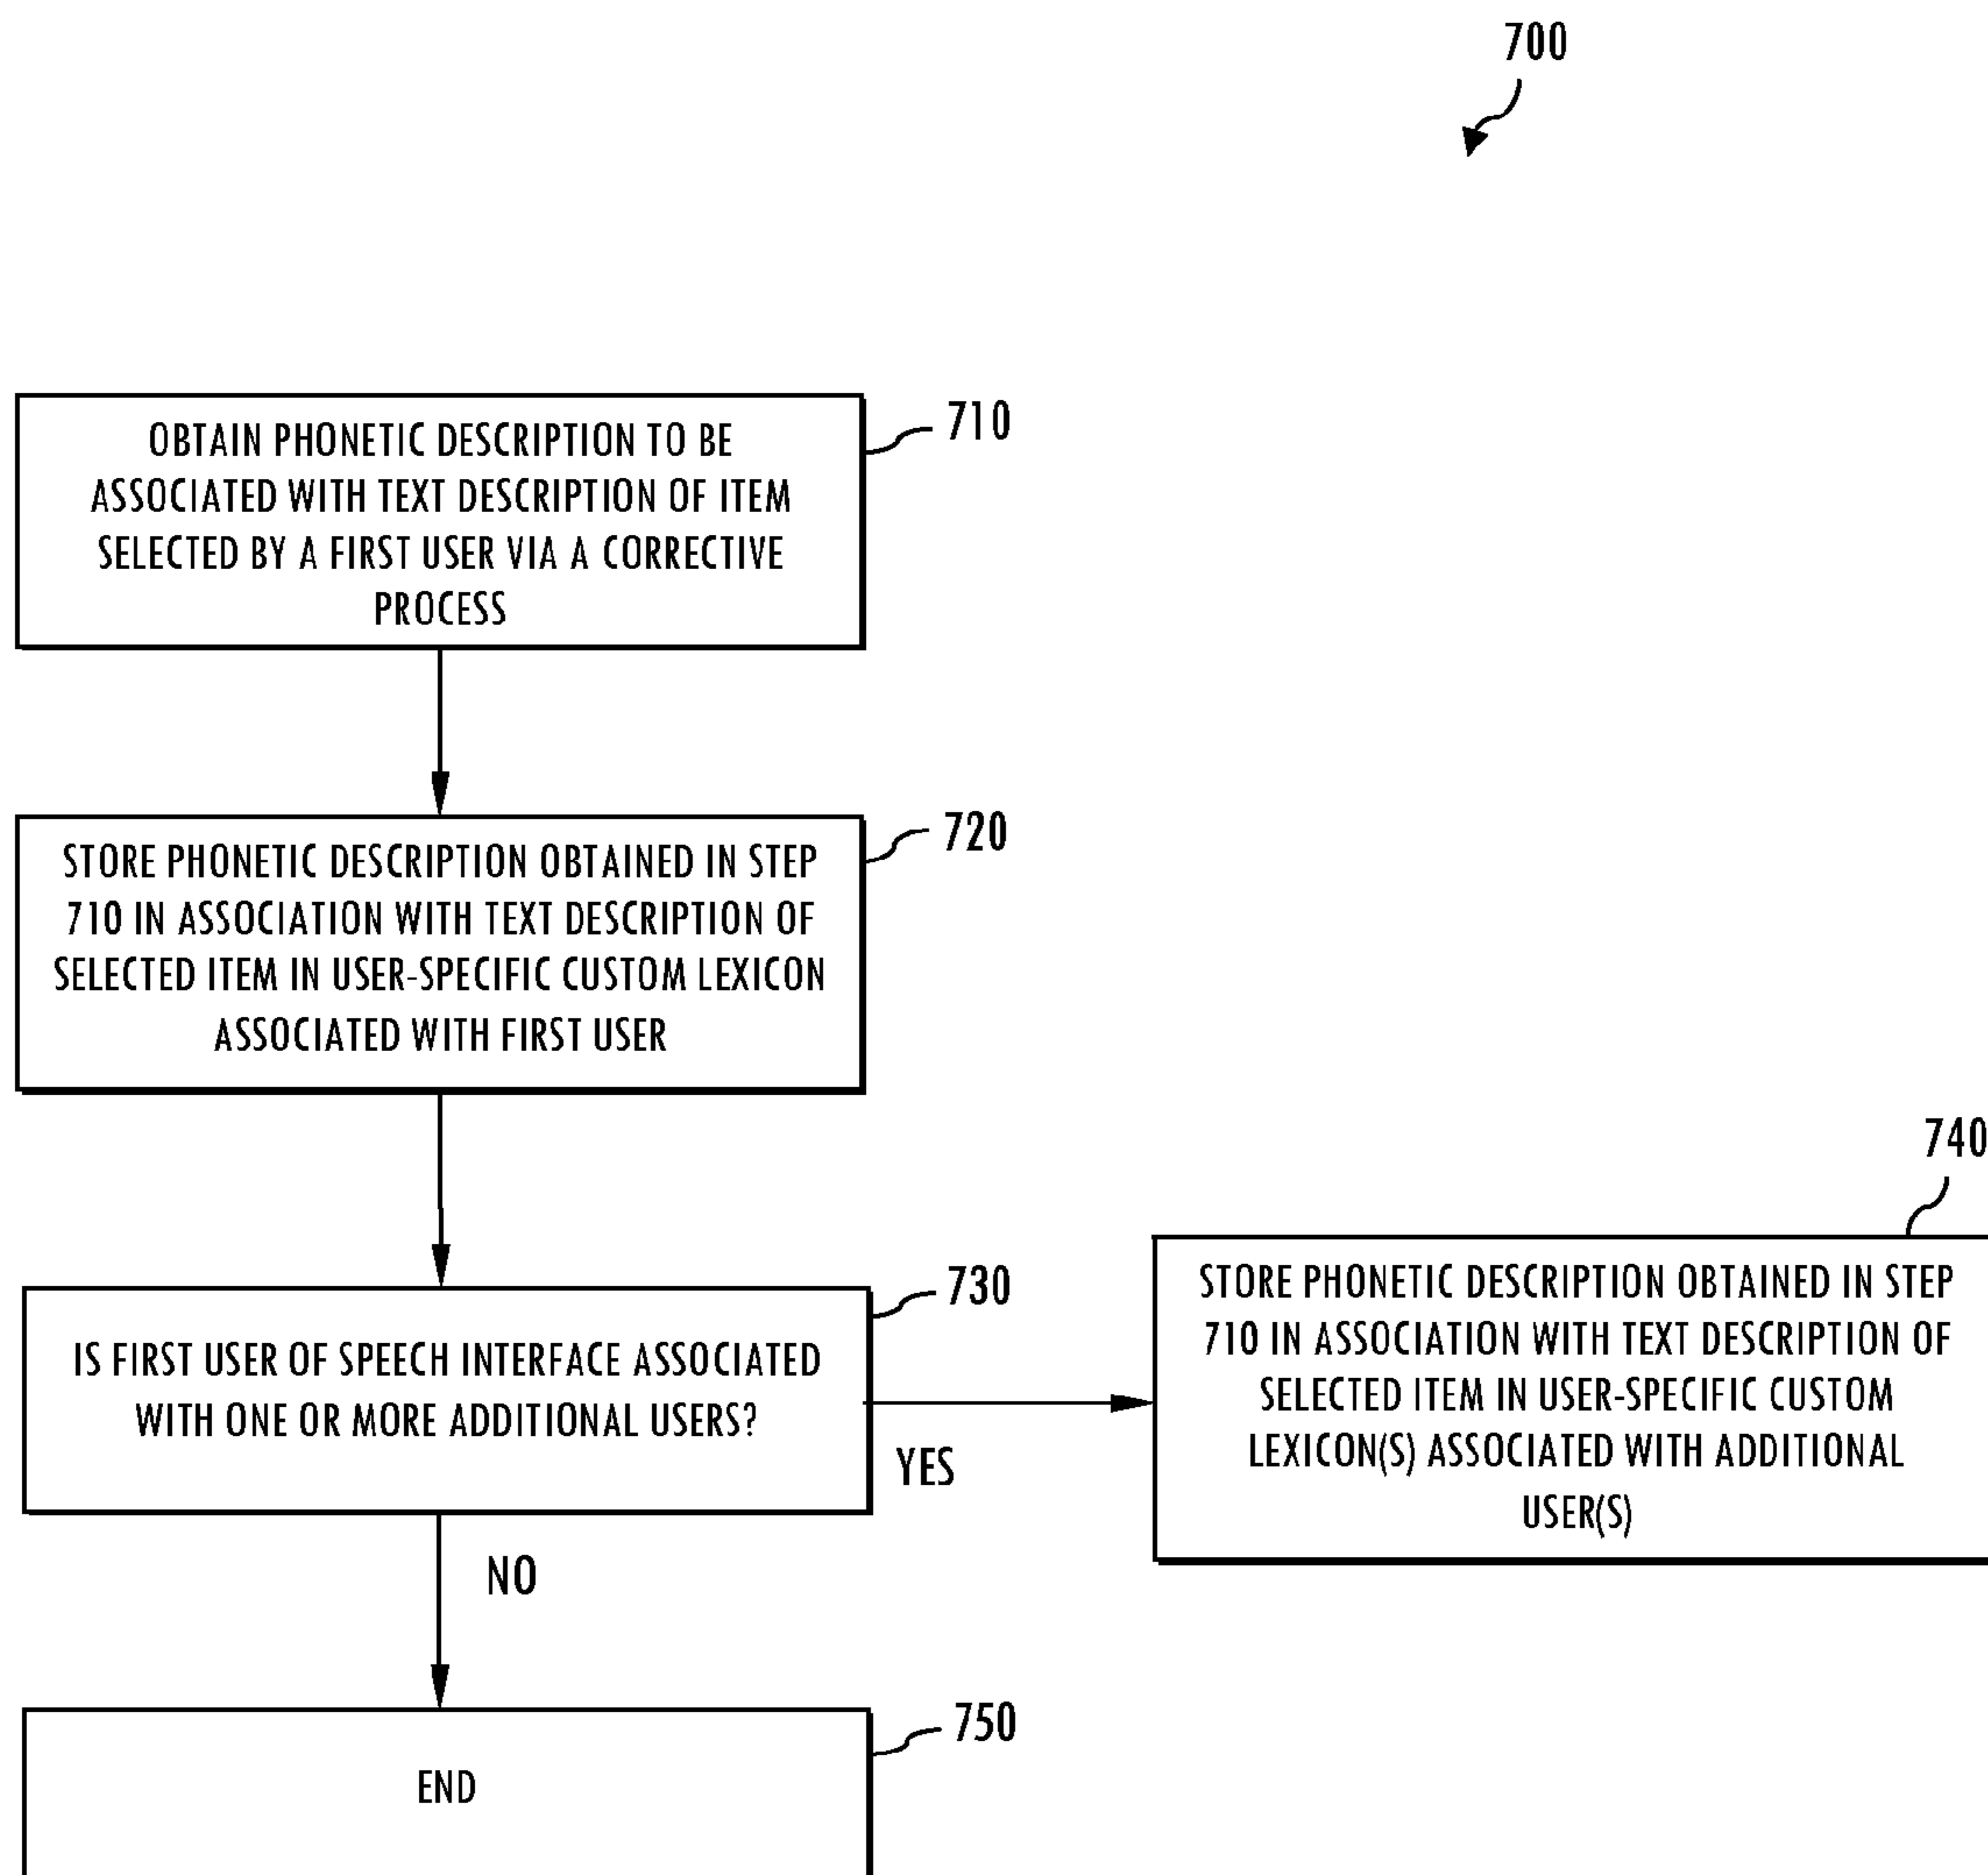 700
OBTAIN PHONETIC DESCRIPTION TO BE
ASSOCIATED WITH TEXT DESCRIPTION OF ITEM
SELECTED BY A FIRST USER VIA A CORRECTIVE
PROCESS
710
STORE PHONETIC DESCRIPTION OBTAINED IN STEP
710 IN ASSOCIATION WITH TEXT DESCRIPTION OF
SELECTED ITEM IN USER-SPECIFIC CUSTOM LEXICON
ASSOCIATED WITH FIRST USER
720
IS FIRST USER OF SPEECH INTERFACE ASSOCIATED
WITH ONE OR MORE ADDITIONAL USERS?
730
YES
NO
740
STORE PHONETIC DESCRIPTION OBTAINED IN STEP
710 IN ASSOCIATION WITH TEXT DESCRIPTION OF
SELECTED ITEM IN USER-SPECIFIC CUSTOM
LEXICON(S) ASSOCIATED WITH ADDITIONAL
USER(S)
END
750